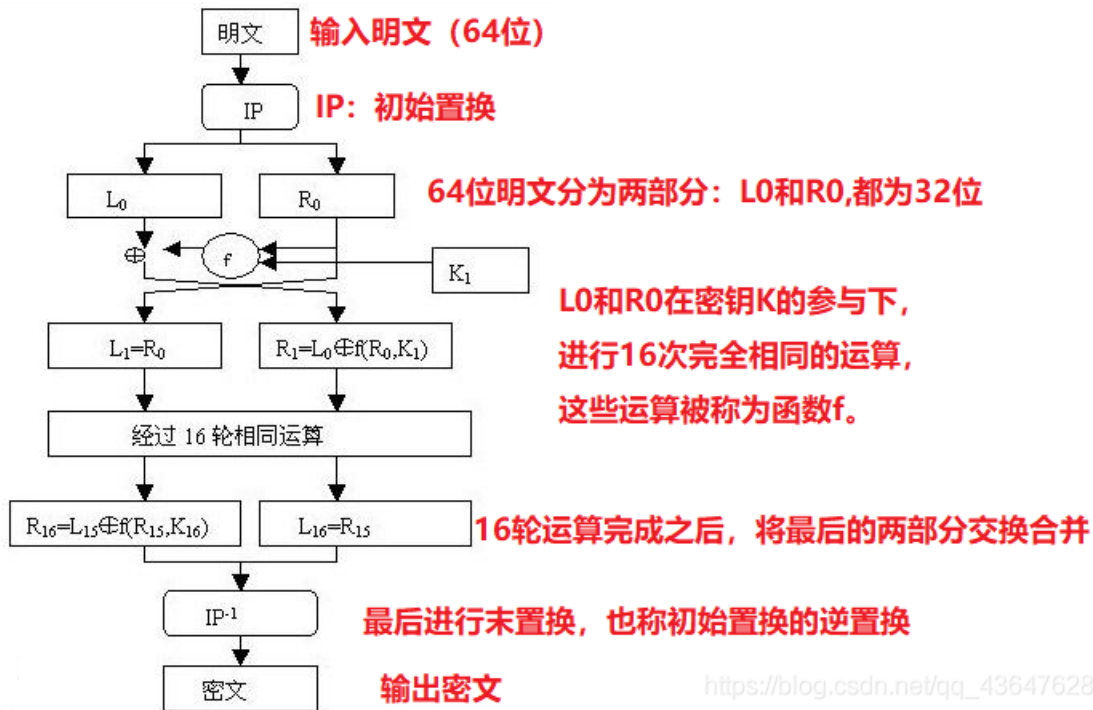 明文 输入明文（64位）
IP IP：初始置换
L₀ R₀ 64位明文分为两部分：L0和R0,都为32位
⊕ f K₁
L0和R0在密钥K的参与下，
L₁=R₀ R₁=L₀⊕f(R₀,K₁) 进行16次完全相同的运算，
这些运算被称为函数f。
经过 16 轮相同运算
R₁₆=L₁₅⊕f(R₁₅,K₁₆) L₁₆=R₁₅ 16轮运算完成之后，将最后的两部分交换合并
IP⁻¹ 最后进行末置换，也称初始置换的逆置换
密文 输出密文
https://blog.csdn.net/qq_43647628